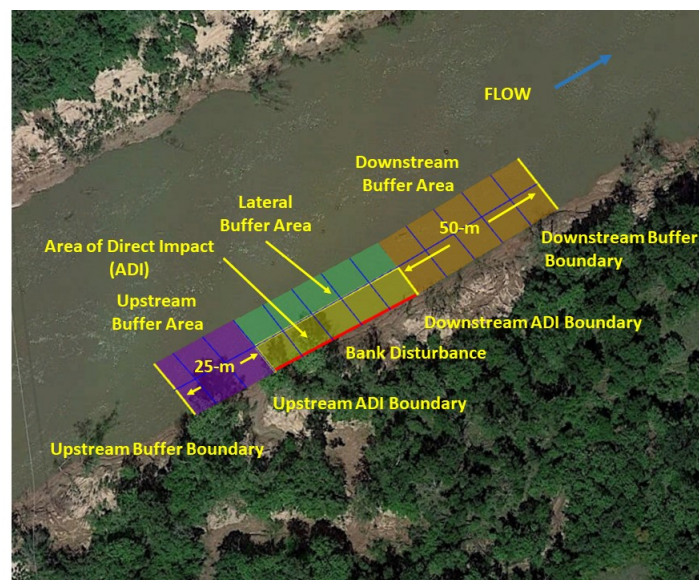 FLOW
Downstream
Buffer Area
Lateral
Buffer Area
50-m
Area of Direct Impact
(ADI)
Downstream Buffer
Boundary
Upstream
Buffer Area
Downstream ADI Boundary
Bank Disturbance
25-m
Upstream ADI Boundary
Upstream Buffer Boundary